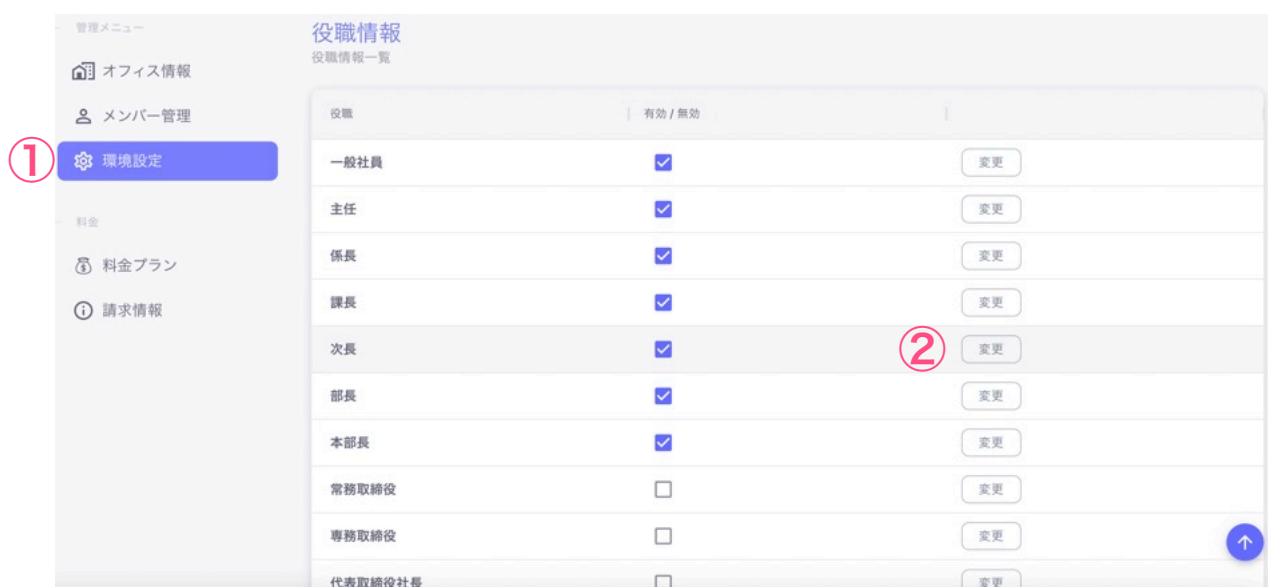 管理メニュー
オフィス情報
メンバー管理
① 環境設定
料金
料金プラン
請求情報
役職情報
役職情報一覧
役職 有効 / 無効
一般社員 変更
主任 変更
係長 変更
課長 変更
次長 ② 変更
部長 変更
本部長 変更
常務取締役 変更
専務取締役 変更
代表取締役社長 変更